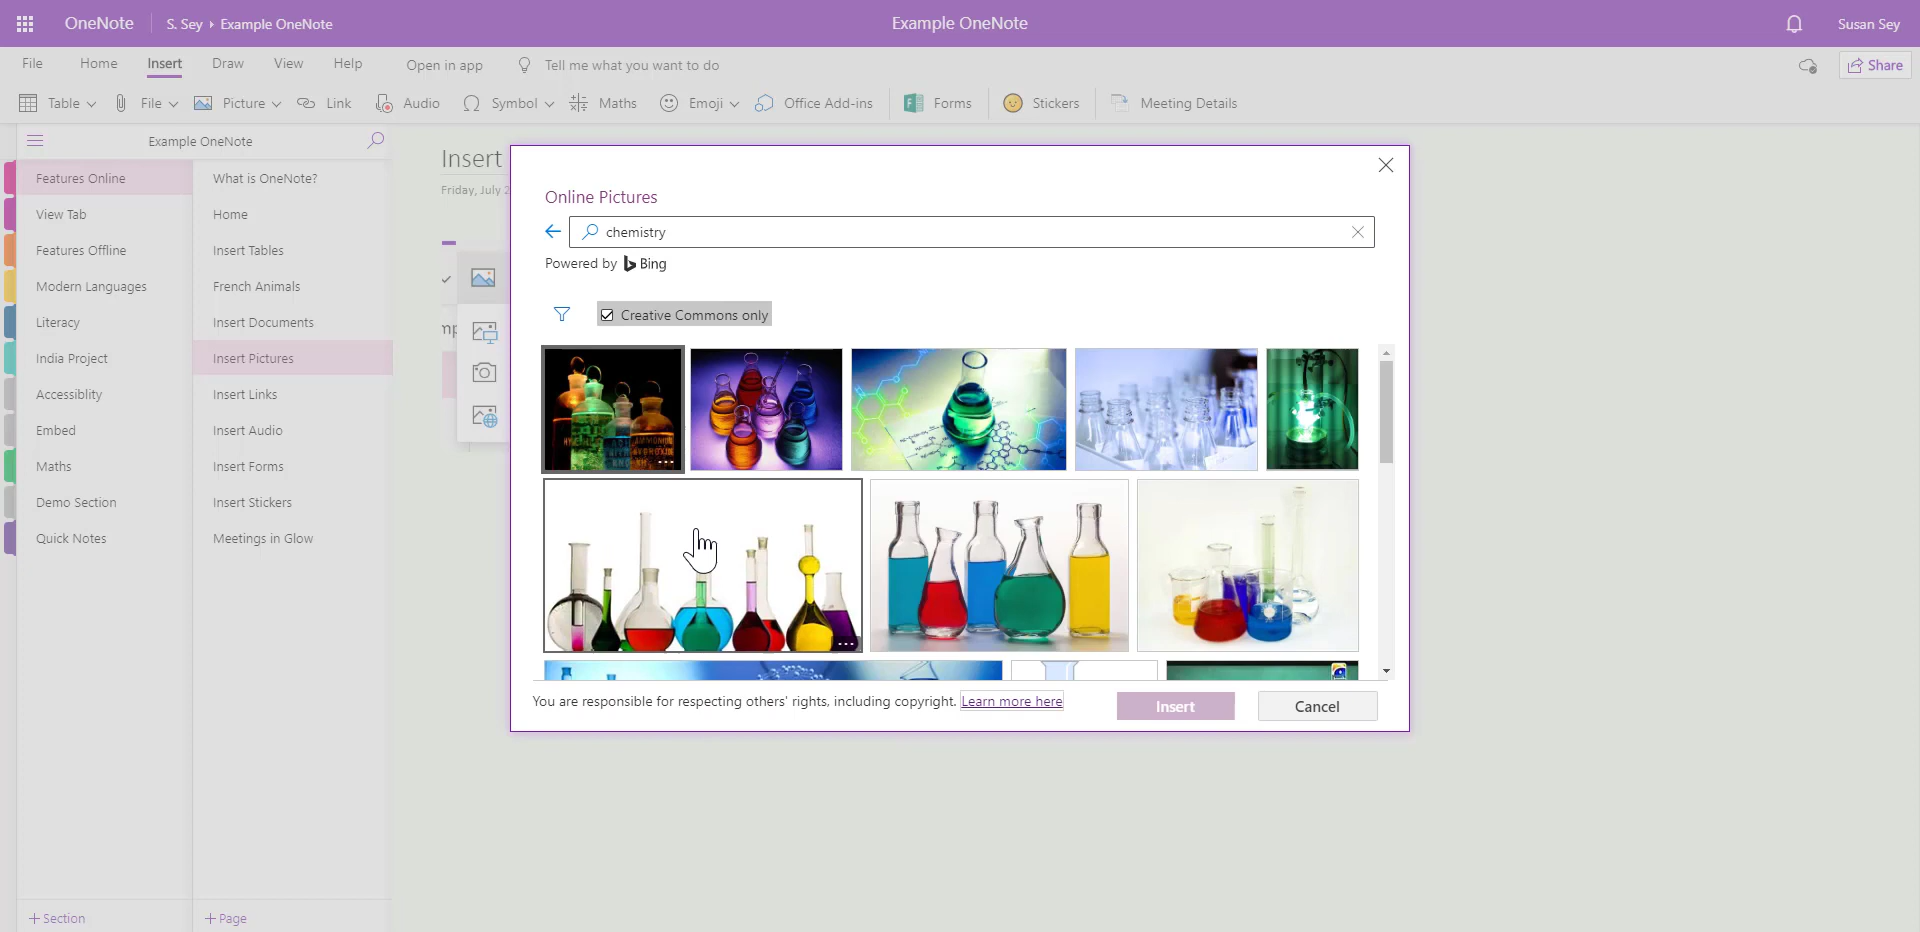 OneNote
S. Sey ▸ Example OneNote
Example OneNote
Susan Sey
File Home Insert Draw View Help Open in app Tell me what you want to do
Share
Table File Picture Link Audio Symbol Maths Emoji Office Add-ins Forms Stickers Meeting Details
Example OneNote
Features Online
View Tab
Features Offline
Modern Languages
Literacy
India Project
Accessiblity
Embed
Maths
Demo Section
Quick Notes
+ Section
What is OneNote?
Home
Insert Tables
French Animals
Insert Documents
Insert Pictures
Insert Links
Insert Audio
Insert Forms
Insert Stickers
Meetings in Glow
+ Page
Insert
Friday, July
Online Pictures
chemistry
Powered by Bing
Creative Commons only
You are responsible for respecting others' rights, including copyright. Learn more here
Insert
Cancel